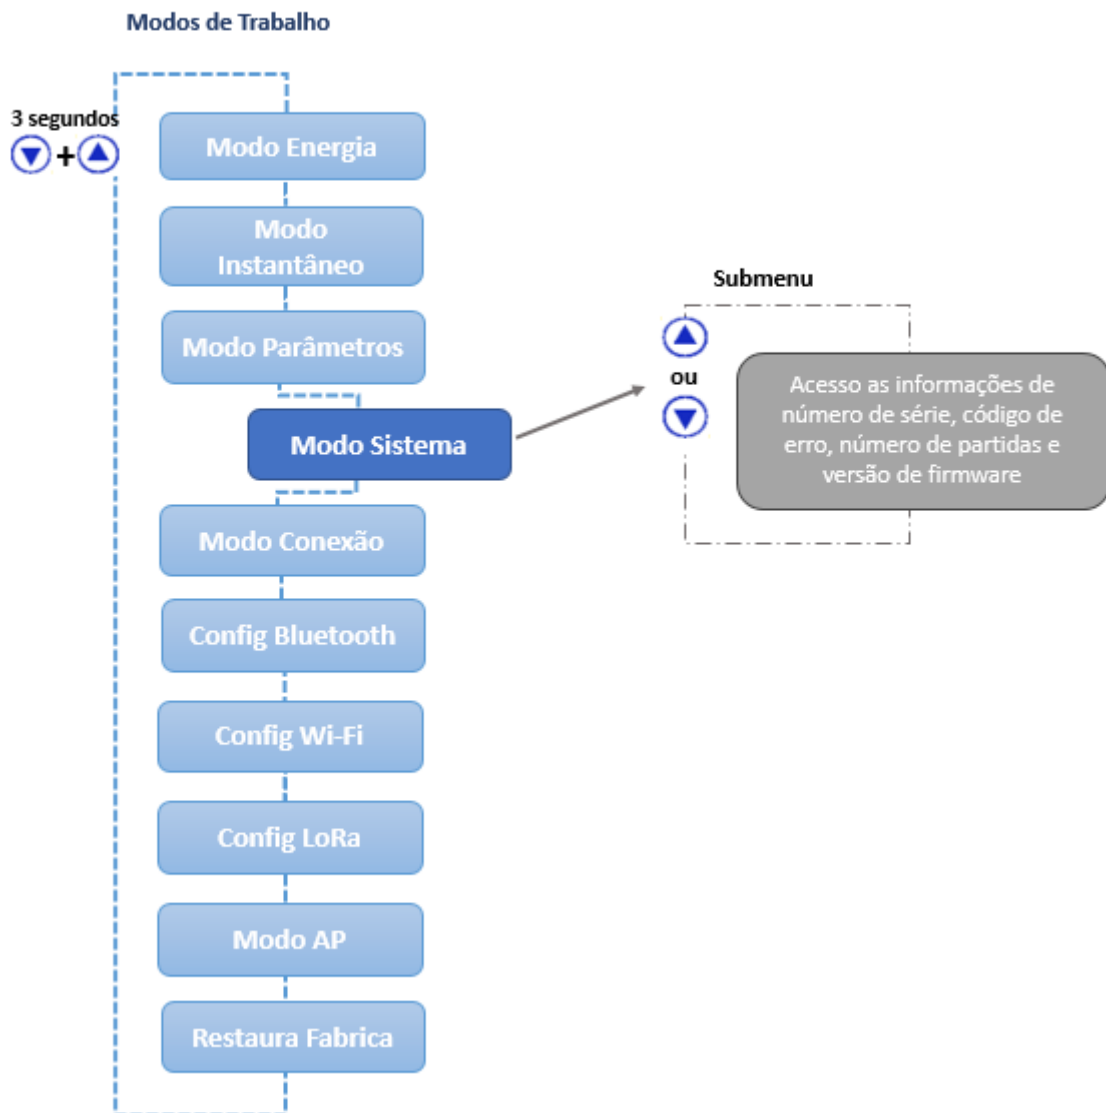 Modos de Trabalho
3 segundos
+
Modo Energia
Modo
Instantâneo
Modo Parâmetros
Modo Sistema
Modo Conexão
Config Bluetooth
Config Wi-Fi
Config LoRa
Modo AP
Restaura Fabrica
Submenu
ou
Acesso as informações de
número de série, código de
erro, número de partidas e
versão de firmware